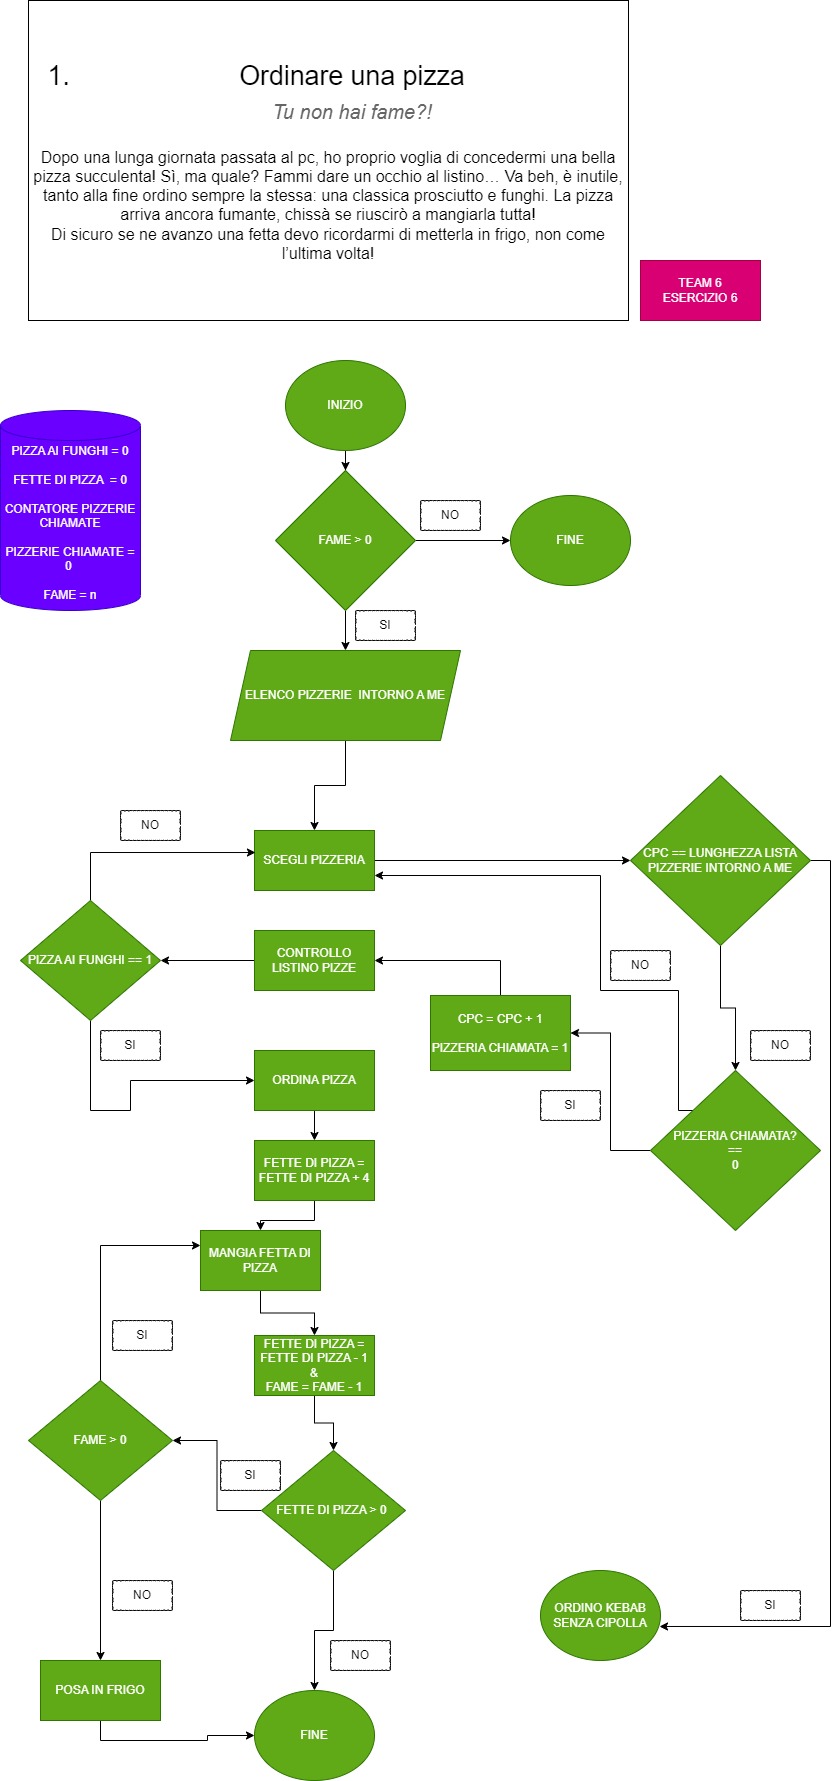 1. Ordinare una pizza
Tu non hai fame?!
Dopo una lunga giornata passata al pc, ho proprio voglia di concedermi una bella
pizza succulenta! Sì, ma quale? Fammi dare un occhio al listino… Va beh, è inutile,
tanto alla fine ordino sempre la stessa: una classica prosciutto e funghi. La pizza
arriva ancora fumante, chissà se riuscirò a mangiarla tutta!
Di sicuro se ne avanzo una fetta devo ricordarmi di metterla in frigo, non come
l'ultima volta!
TEAM 6
ESERCIZIO 6
INIZIO
PIZZA AI FUNGHI = 0
FETTE DI PIZZA = 0
CONTATORE PIZZERIE
CHIAMATE
PIZZERIE CHIAMATE =
0
FAME = n
FAME > 0
NO
FINE
SI
ELENCO PIZZERIE INTORNO A ME
NO
SCEGLI PIZZERIA
CPC == LUNGHEZZA LISTA
PIZZERIE INTORNO A ME
PIZZA AI FUNGHI == 1
CONTROLLO
LISTINO PIZZE
NO
CPC = CPC + 1
PIZZERIA CHIAMATA = 1
SI
NO
ORDINA PIZZA
SI
PIZZERIA CHIAMATA?
==
0
FETTE DI PIZZA =
FETTE DI PIZZA + 4
MANGIA FETTA DI
PIZZA
SI
FETTE DI PIZZA =
FETTE DI PIZZA - 1
&
FAME = FAME - 1
FAME > 0
SI
FETTE DI PIZZA > 0
NO
ORDINO KEBAB
SENZA CIPOLLA
SI
NO
POSA IN FRIGO
FINE